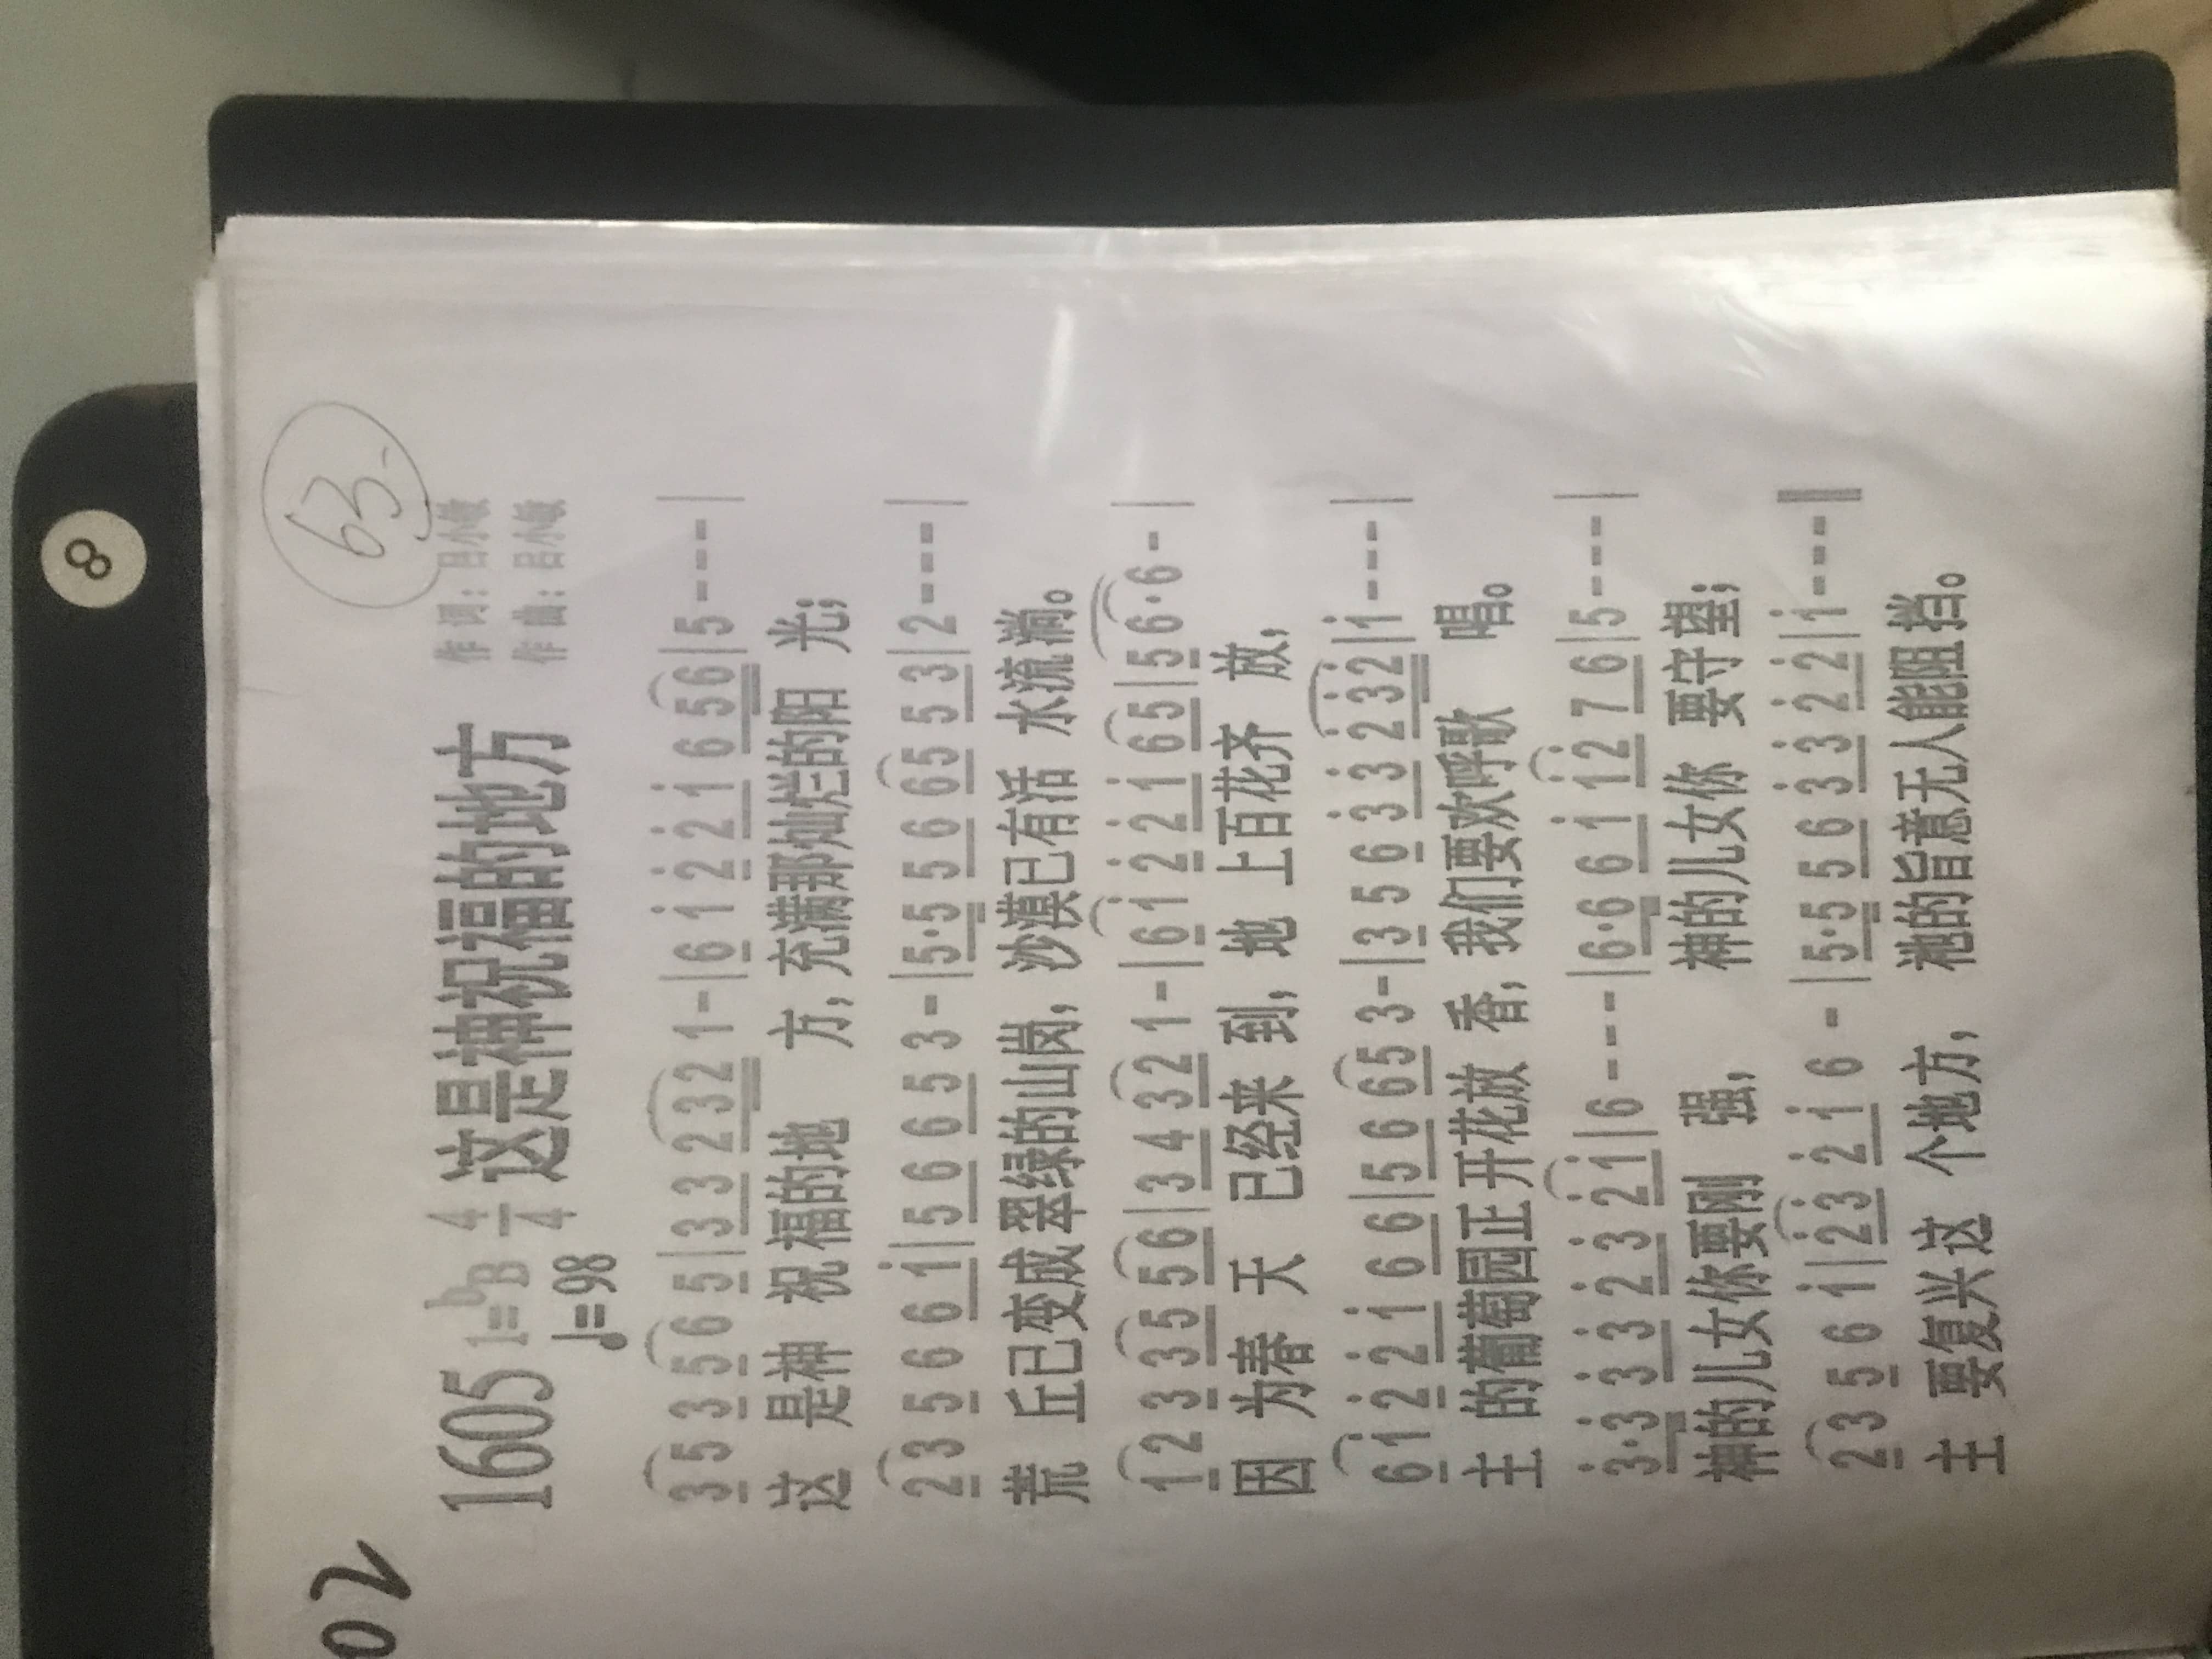 8
63.
02
1605 1=bB 4/4 这是神祝福的地方 作词：吕小敏
♩=98 作曲：吕小敏
3 5 3 5 6 5 | 3 3 2 3 2 1 - | 6 1̇ 2̇ 2̇ 1̇ 6 5 6 | 5 - - - |
这 是神 祝福的地 方，充满那灿烂的阳 光；
2 3 5 6 6 1̇ | 5 6 6 5 3 - | 5·5 5 6 6 5 5 3 | 2 - - - |
荒 丘已变成翠绿的山岗，沙漠已有活 水流淌。
1 2 3 3 5 5 6 | 3 4 3 2 1 - | 6 1̇ 2̇ 2̇ 1̇ 6 5 | 5 6·6 - |
因 为春 天 已经来 到，地 上百花齐 放，
6 1̇ 2̇ 2̇ 1̇ 6 6 | 5 6 6 5 3 - | 3 5 6 3̇ 3̇ 2̇ 3̇ 2̇ | 1̇ - - - |
主 的葡萄园正开花放 香，我们要欢呼歌 唱。
3̇·3̇ 3̇ 3̇ 2̇ 3̇ 2̇ 1̇ | 6 - - - | 6·6 6 1̇ 1̇ 2̇ 7 6 | 5 - - - |
神的儿女你要刚 强， 神的儿女你 要守望；
2 3 5 6 1̇ | 2̇ 3̇ 2̇ 1̇ 6 - | 5·5 5 6 3̇ 3̇ 2̇ 2̇ | 1̇ - - - ‖
主 要复兴这 个地方， 祂的旨意无人能阻挡。